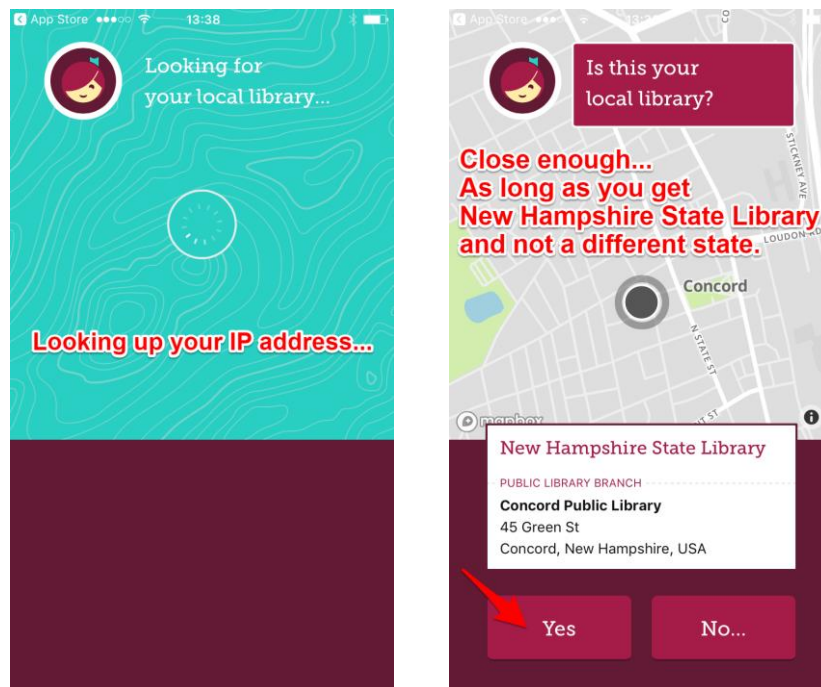 App Store 13:38
Looking for
your local library...
Looking up your IP address...
App Store
Is this your
local library?
STICKNEY AVE
Close enough...
As long as you get
New Hampshire State Library
and not a different state.
LOUDON RD
Concord
N STATE ST
mapbox
New Hampshire State Library
PUBLIC LIBRARY BRANCH
Concord Public Library
45 Green St
Concord, New Hampshire, USA
Yes
No...